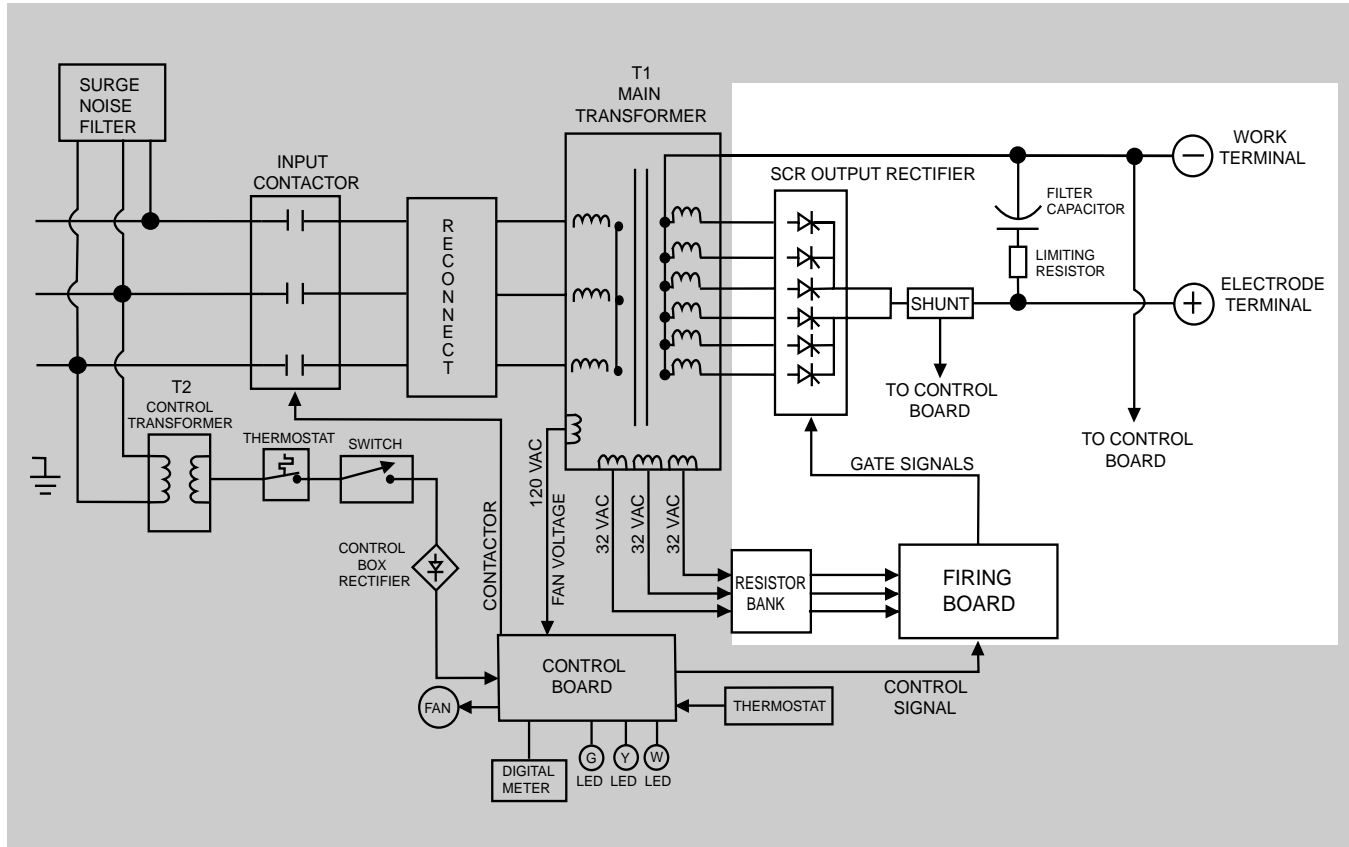 SURGE
NOISE
FILTER
INPUT
CONTACTOR
R
E
C
O
N
N
E
C
T
T1
MAIN
TRANSFORMER
SCR OUTPUT RECTIFIER
WORK
TERMINAL
FILTER
CAPACITOR
LIMITING
RESISTOR
ELECTRODE
TERMINAL
SHUNT
TO CONTROL
BOARD
TO CONTROL
BOARD
T2
CONTROL
TRANSFORMER
THERMOSTAT
SWITCH
CONTROL
BOX
RECTIFIER
CONTACTOR
120 VAC
FAN VOLTAGE
32 VAC
32 VAC
32 VAC
GATE SIGNALS
RESISTOR
BANK
FIRING
BOARD
CONTROL
BOARD
CONTROL
SIGNAL
THERMOSTAT
FAN
DIGITAL
METER
G
Y
W
LED
LED
LED